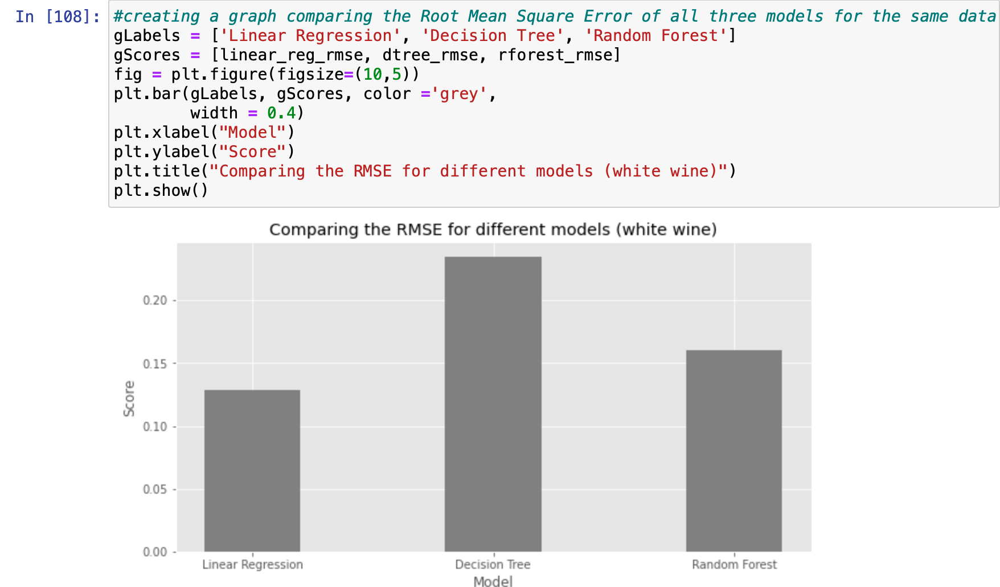 In [108]: #creating a graph comparing the Root Mean Square Error of all three models for the same data
gLabels = ['Linear Regression', 'Decision Tree', 'Random Forest']
gScores = [linear_reg_rmse, dtree_rmse, rforest_rmse]
fig = plt.figure(figsize=(10,5))
plt.bar(gLabels, gScores, color ='grey',
        width = 0.4)
plt.xlabel("Model")
plt.ylabel("Score")
plt.title("Comparing the RMSE for different models (white wine)")
plt.show()
Comparing the RMSE for different models (white wine)
0.20
0.15
Score
0.10
0.05
0.00
Linear Regression Decision Tree Random Forest
Model